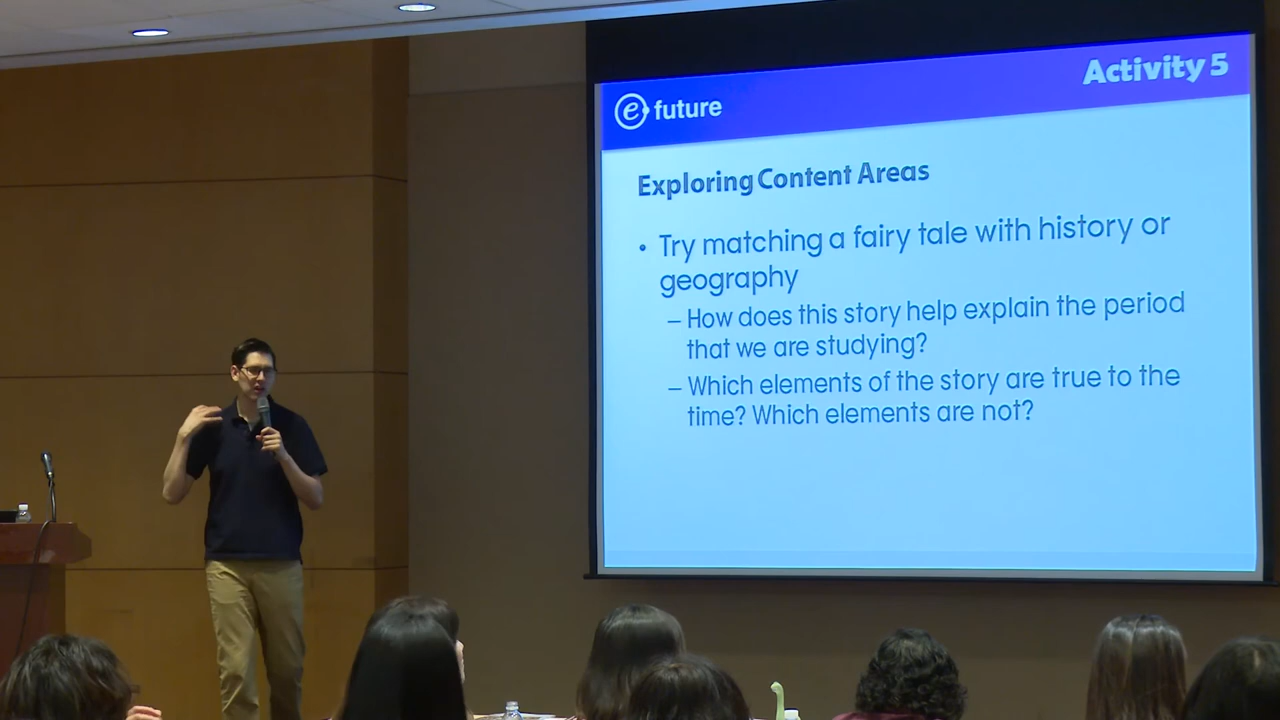 Activity 5
e future
Exploring Content Areas
• Try matching a fairy tale with history or
geography
– How does this story help explain the period
that we are studying?
– Which elements of the story are true to the
time? Which elements are not?